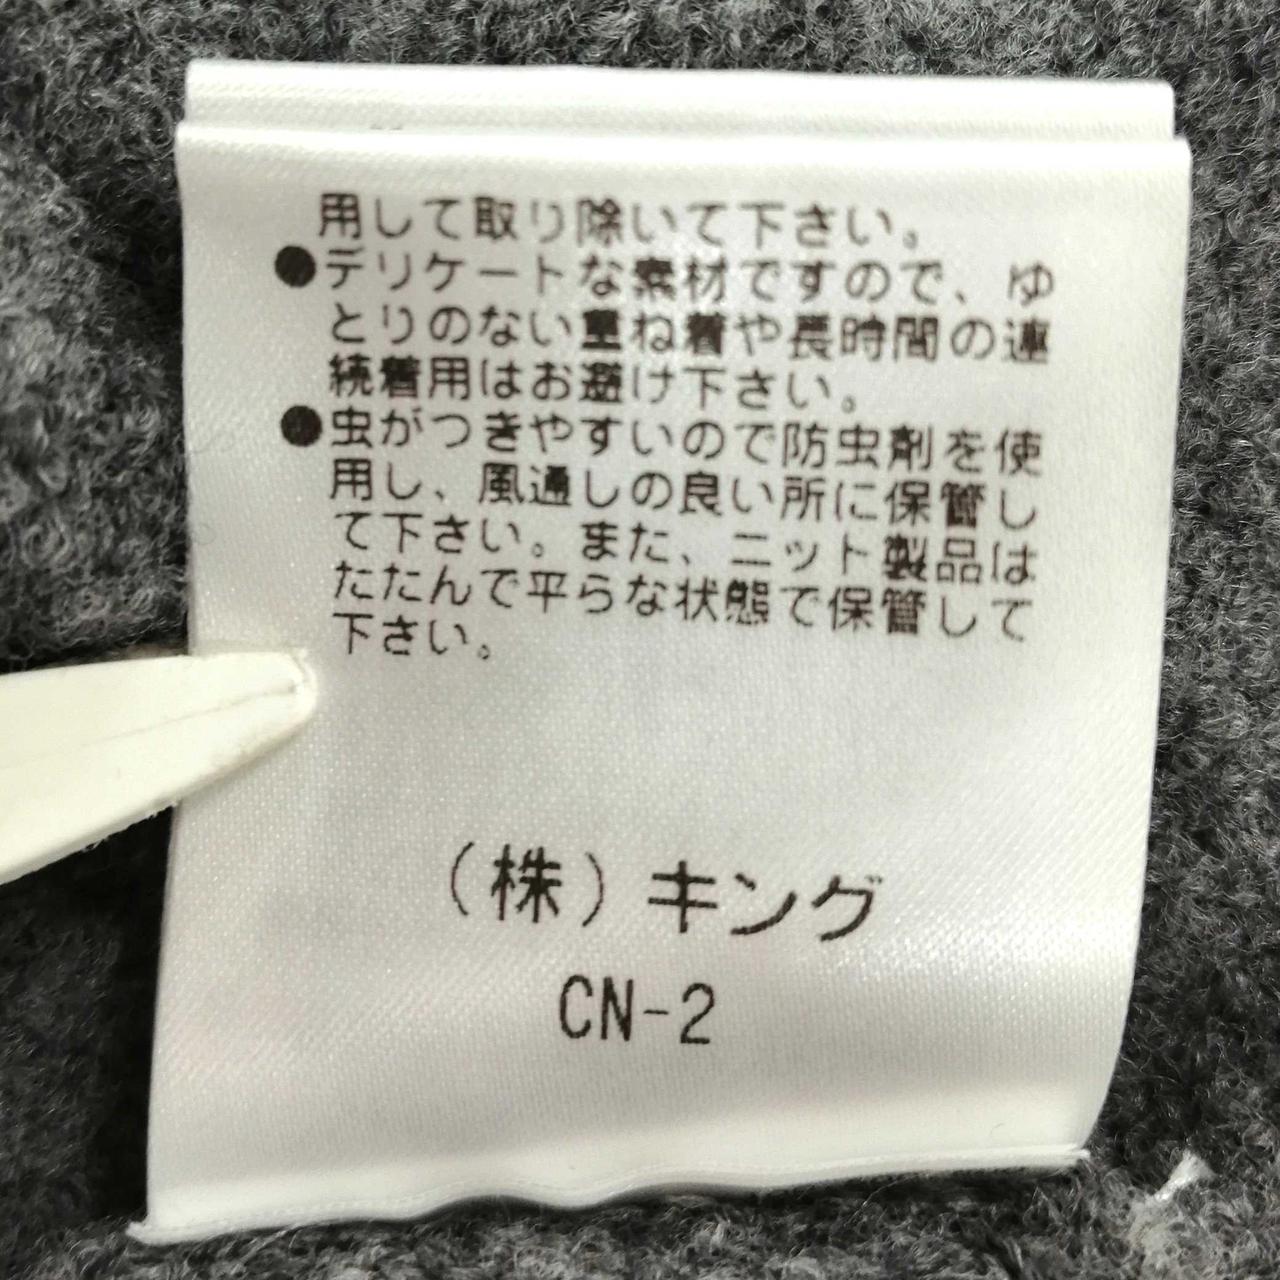 用して取り除いて下さい。
●デリケートな素材ですので、ゆ
とりのない重ね着や長時間の連
続着用はお避け下さい。
●虫がつきやすいので防虫剤を使
用し、風通しの良い所に保管し
て下さい。また、ニット製品は
たたんで平らな状態で保管して
下さい。
(株)キング
CN-2